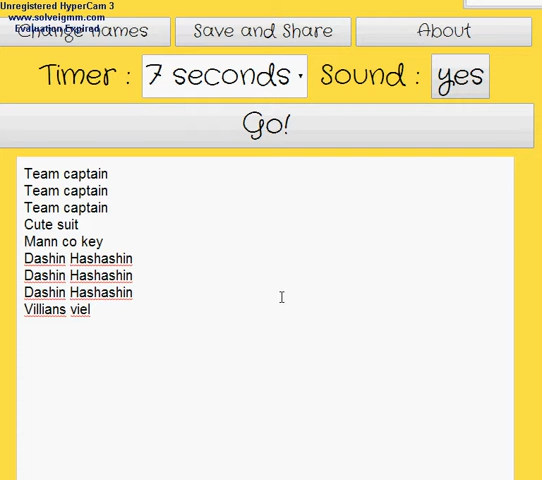 Unregistered HyperCam 3
www.solveigmm.com
Evaluation Expired
Change Names Save and Share About
Timer : 7 seconds Sound : yes
Go!
Team captain
Team captain
Team captain
Cute suit
Mann co key
Dashin Hashashin
Dashin Hashashin
Dashin Hashashin
Villians viel